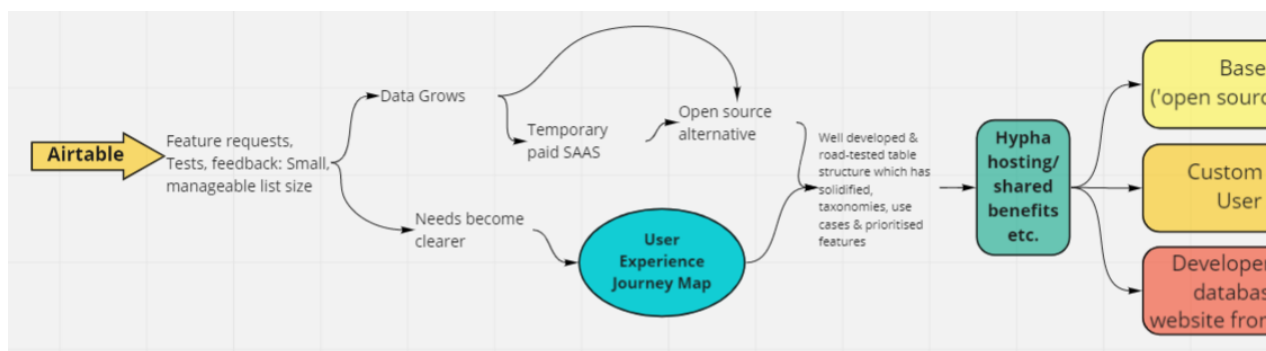 Airtable
Feature requests,
Tests, feedback: Small,
manageable list size
Data Grows
Temporary
paid SAAS
Open source
alternative
Needs become
clearer
User
Experience
Journey Map
Well developed &
road-tested table
structure which has
solidified,
taxonomies, use
cases & prioritised
features
Hypha
hosting/
shared
benefits
etc.
Base
('open sourc
Custom
User
Developer
databas
website from